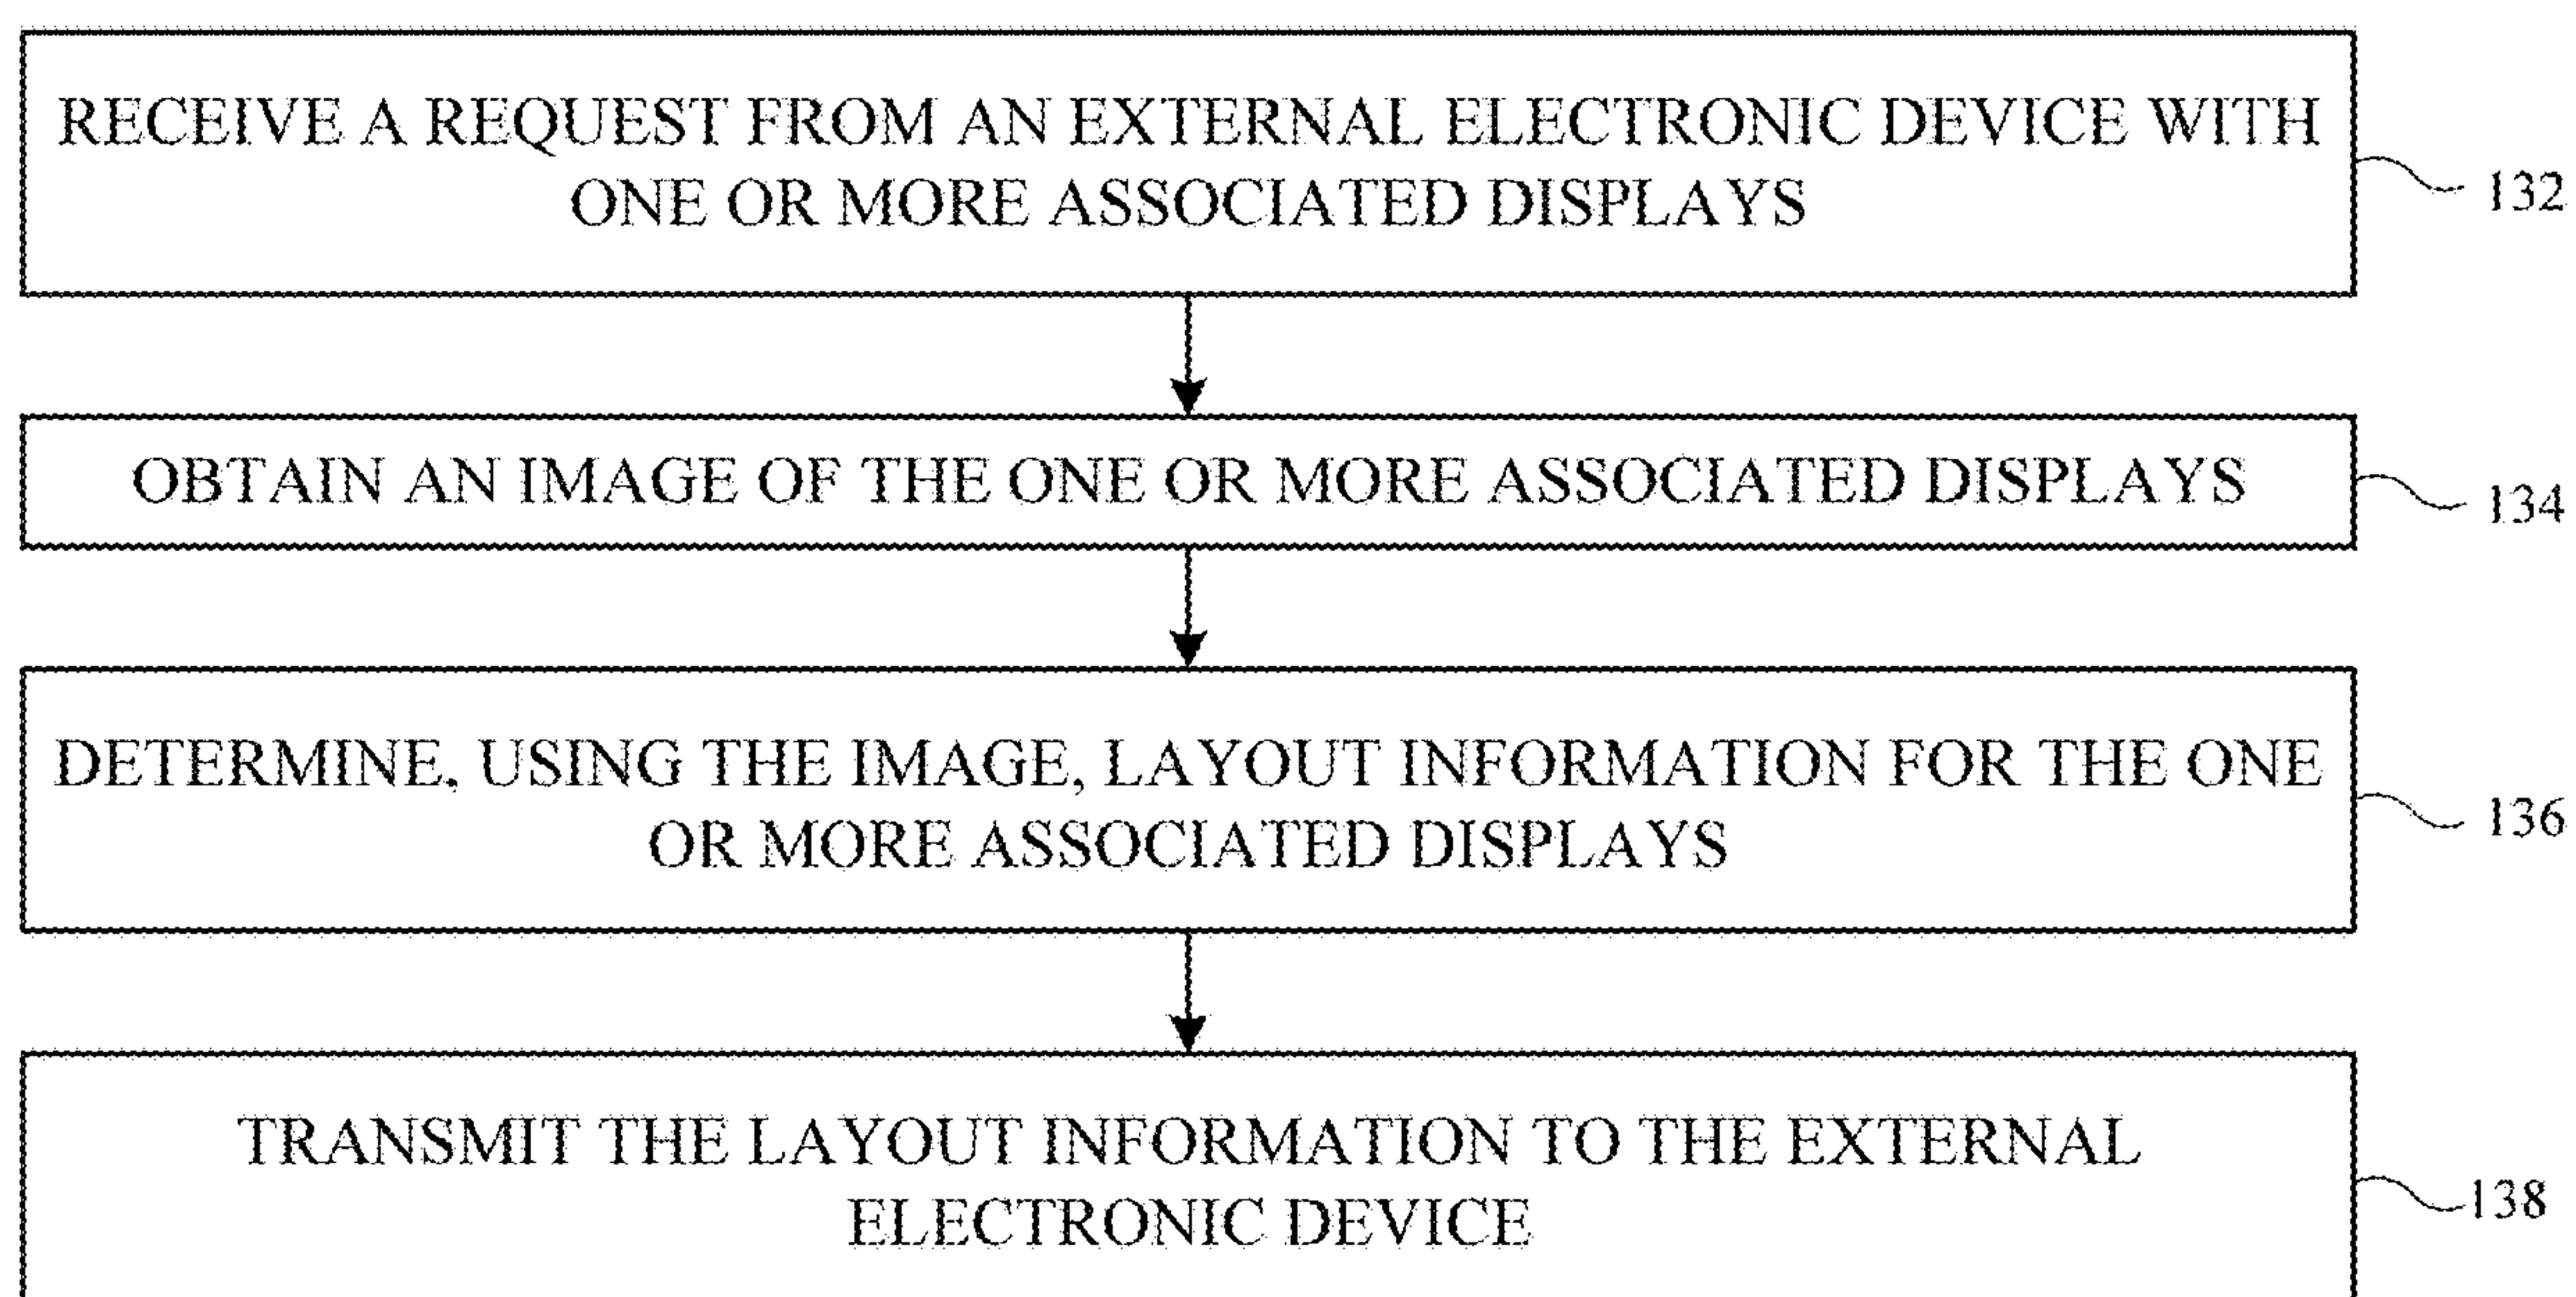 RECEIVE A REQUEST FROM AN EXTERNAL ELECTRONIC DEVICE WITH
ONE OR MORE ASSOCIATED DISPLAYS
132
OBTAIN AN IMAGE OF THE ONE OR MORE ASSOCIATED DISPLAYS
134
DETERMINE, USING THE IMAGE, LAYOUT INFORMATION FOR THE ONE
OR MORE ASSOCIATED DISPLAYS
136
TRANSMIT THE LAYOUT INFORMATION TO THE EXTERNAL
ELECTRONIC DEVICE
138